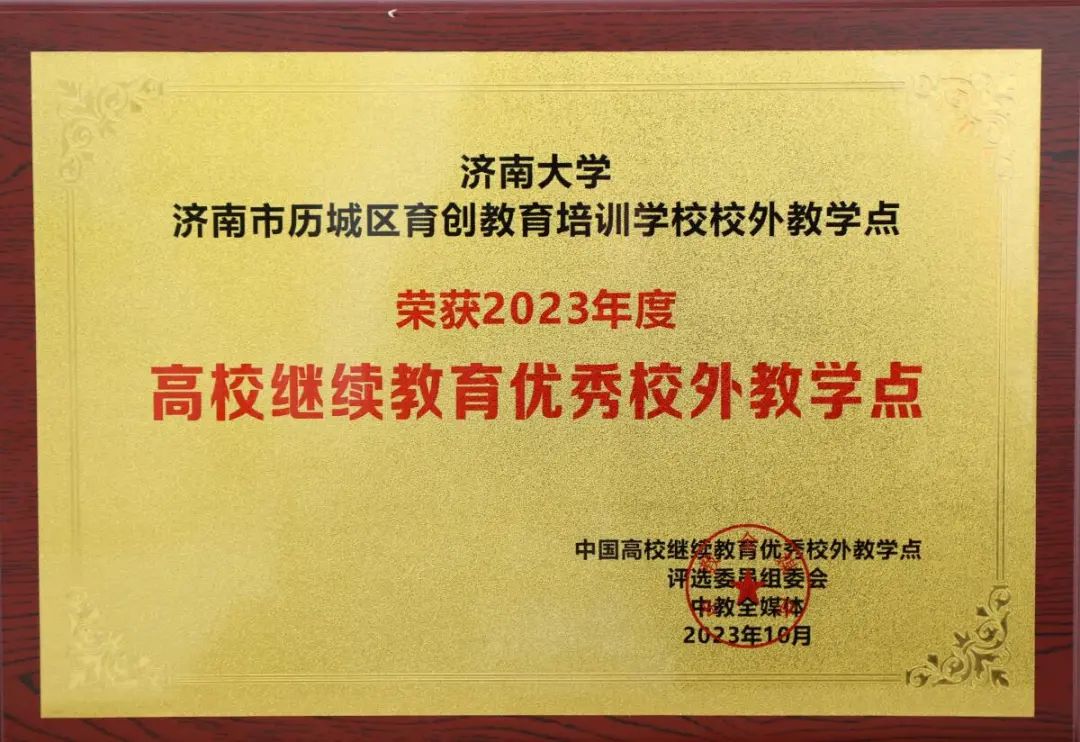 济南大学
济南市历城区育创教育培训学校校外教学点
荣获2023年度
高校继续教育优秀校外教学点
中国高校继续教育优秀校外教学点
评选委员组委会
中教全媒体
2023年10月